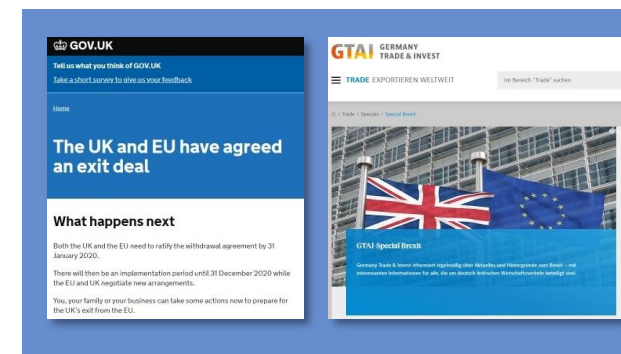 GOV.UK
Tell us what you think of GOV.UK
Take a short survey to give us your feedback
Home
The UK and EU have agreed
an exit deal
What happens next
Both the UK and the EU need to ratify the withdrawal agreement by 31
January 2020.
There will then be an implementation period until 31 December 2020 while
the EU and UK negotiate new arrangements.
You, your family or your business can take some actions now to prepare for
the UK's exit from the EU.
GTAI GERMANY
TRADE & INVEST
TRADE EXPORTIEREN WELTWEIT
Im Bereich "Trade" suchen
Trade Specials Special Brexit
GTAI-Special Brexit
Germany Trade & Invest informiert regelmäßig über Aktuelles und Hintergründe zum Brexit – mit
interessanten Informationen für alle, die am deutsch-britischen Wirtschaftsverkehr beteiligt sind.